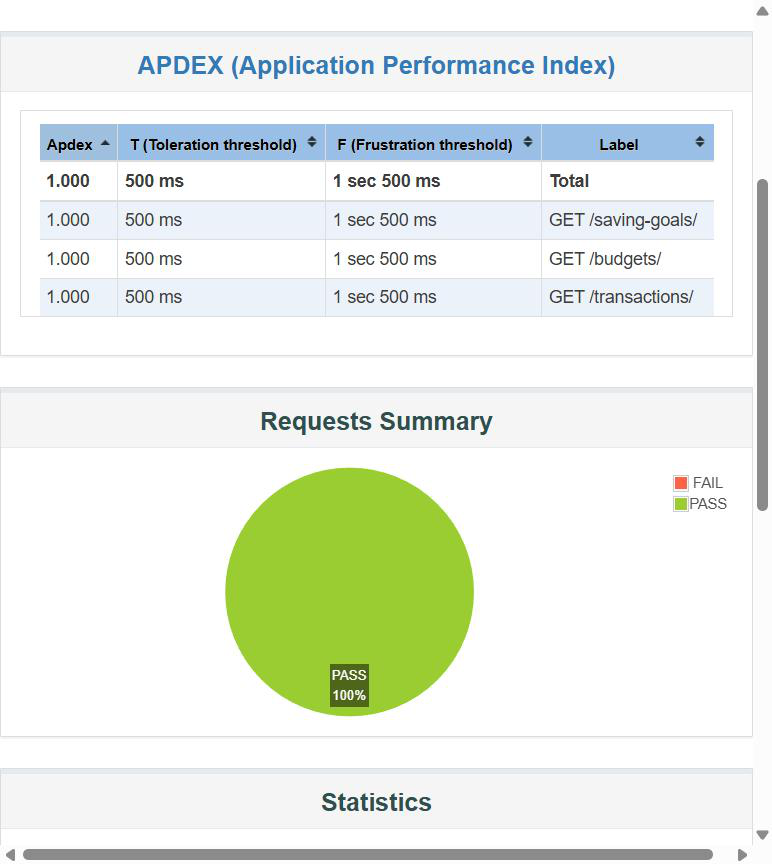 APDEX (Application Performance Index)
Apdex T (Toleration threshold) F (Frustration threshold) Label
1.000 500 ms 1 sec 500 ms Total
1.000 500 ms 1 sec 500 ms GET /saving-goals/
1.000 500 ms 1 sec 500 ms GET /budgets/
1.000 500 ms 1 sec 500 ms GET /transactions/
Requests Summary
FAIL
PASS
PASS
100%
Statistics